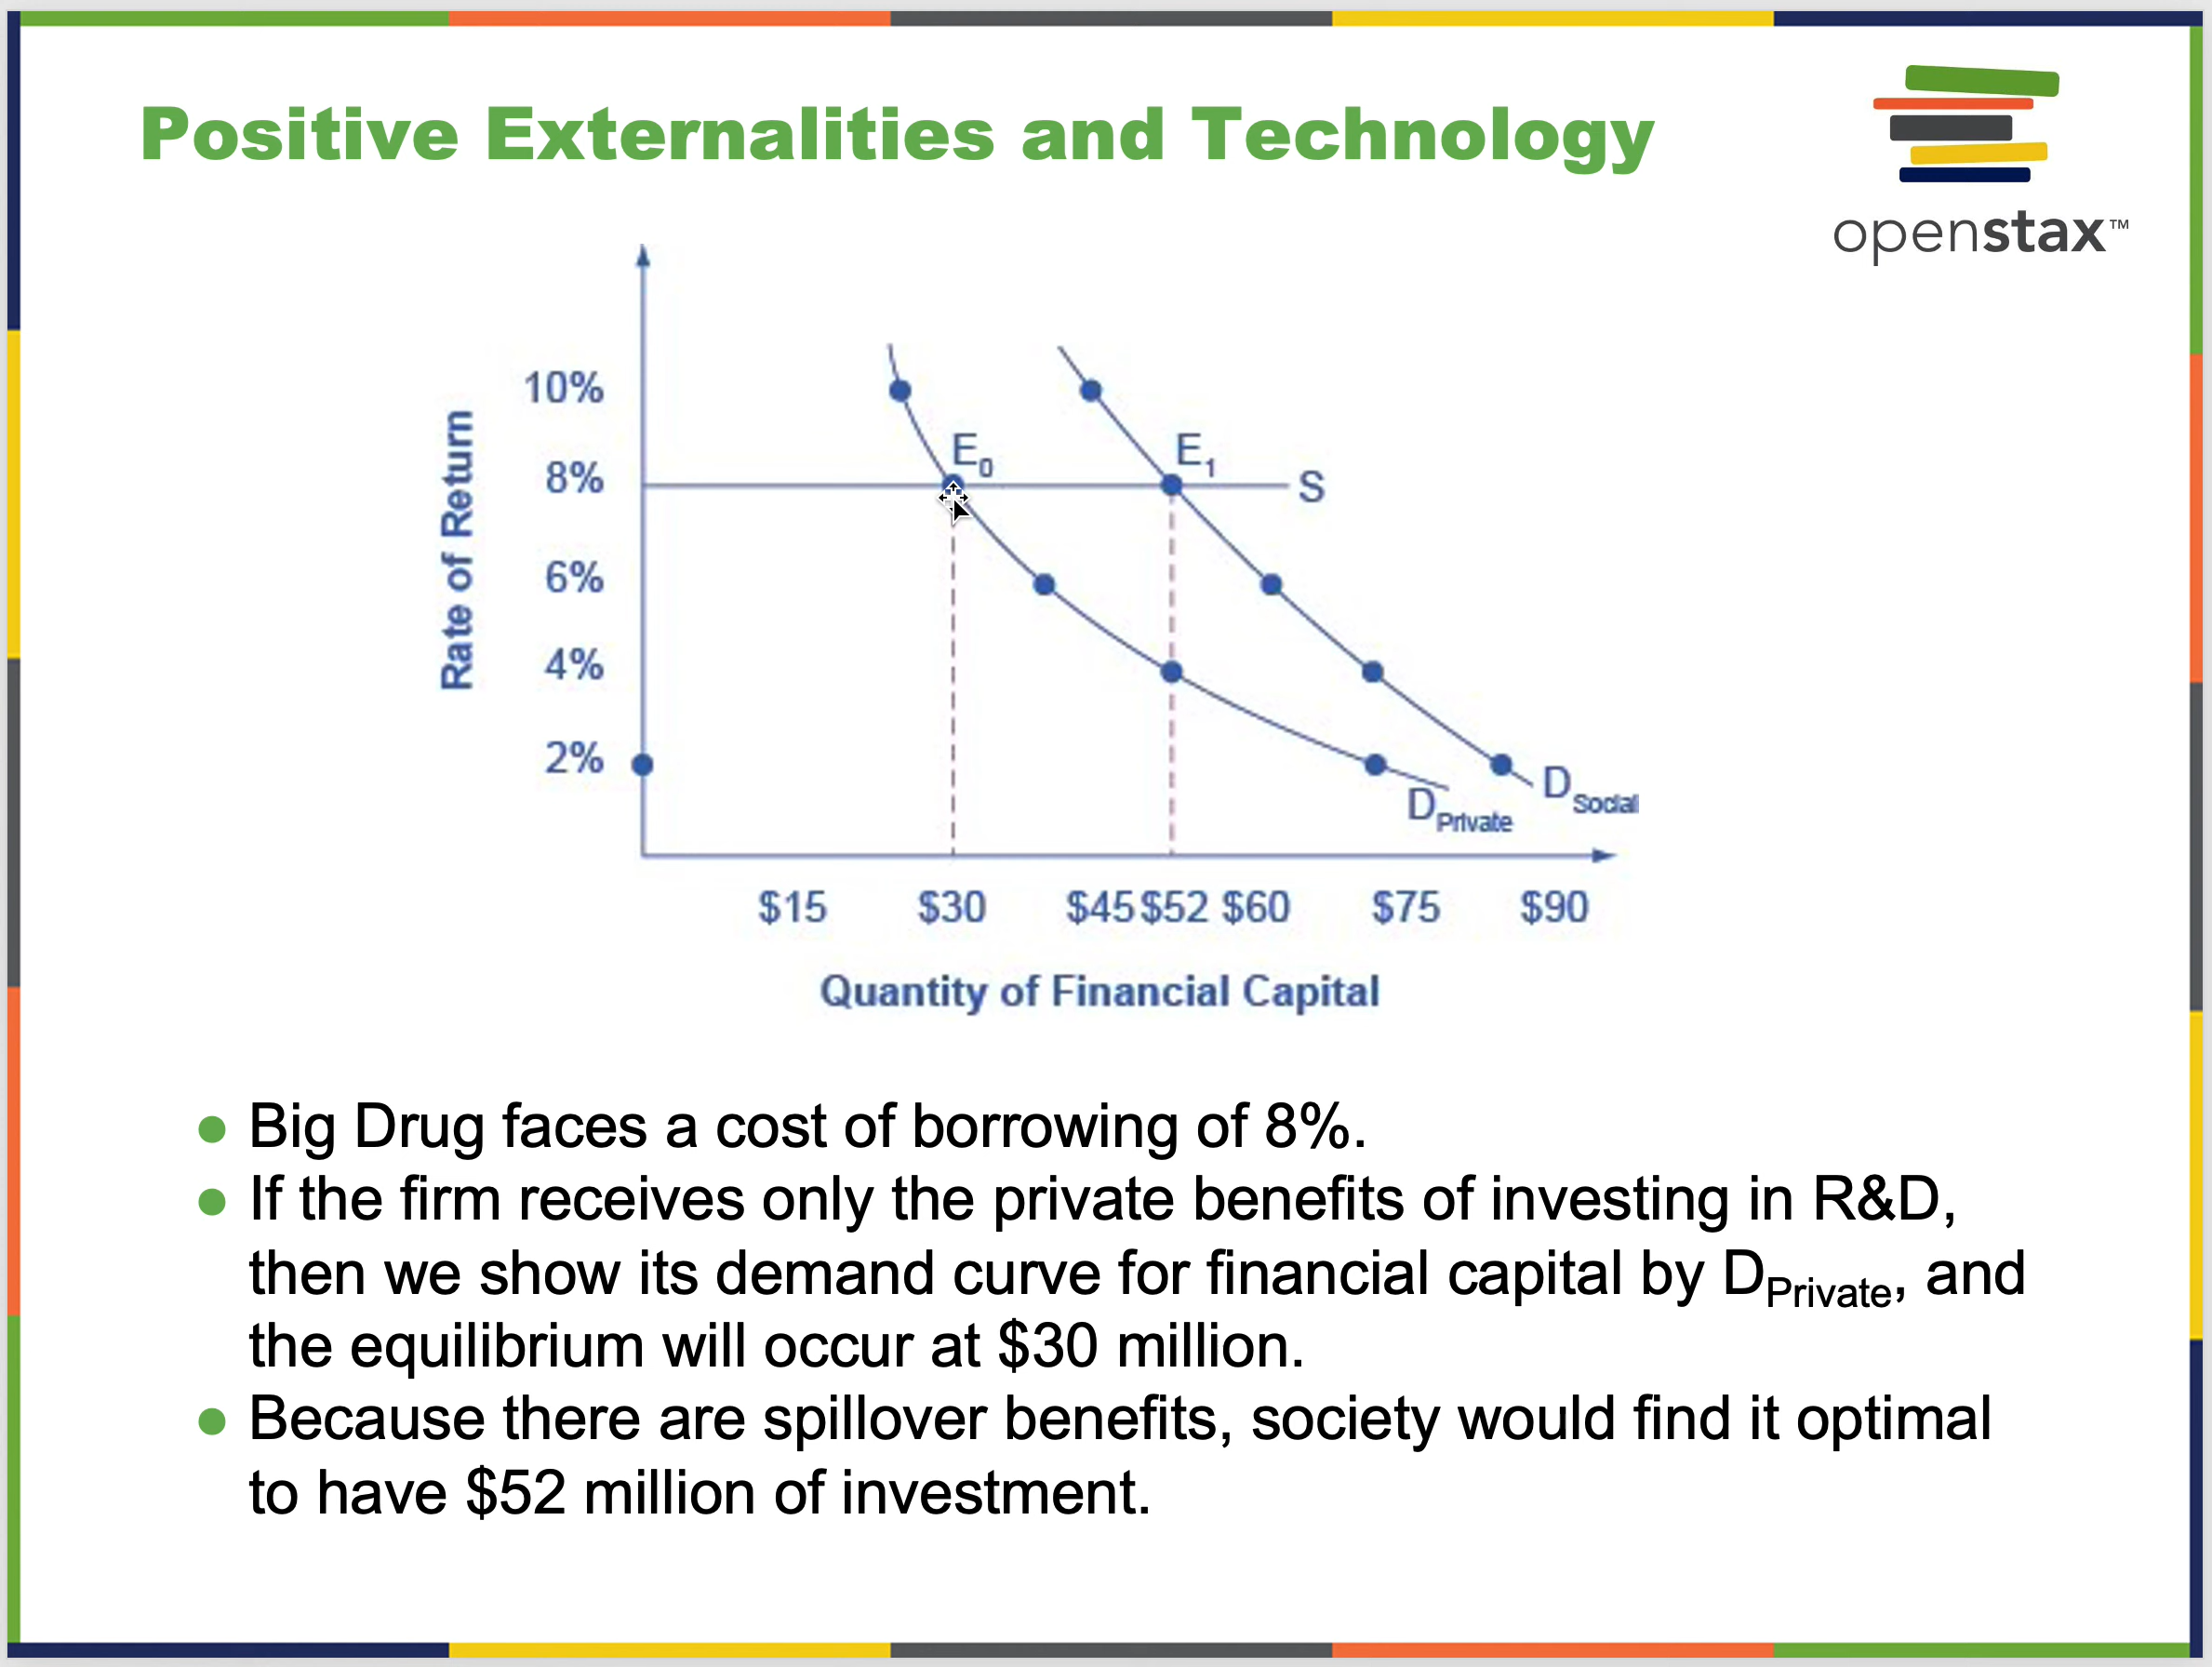 Positive Externalities and Technology
openstax™
Rate of Return
10%
8%
6%
4%
2%
E₀
E₁
S
D Social
D Private
$15 $30 $45 $52 $60 $75 $90
Quantity of Financial Capital
Big Drug faces a cost of borrowing of 8%.
If the firm receives only the private benefits of investing in R&D,
then we show its demand curve for financial capital by DPrivate, and
the equilibrium will occur at $30 million.
Because there are spillover benefits, society would find it optimal
to have $52 million of investment.